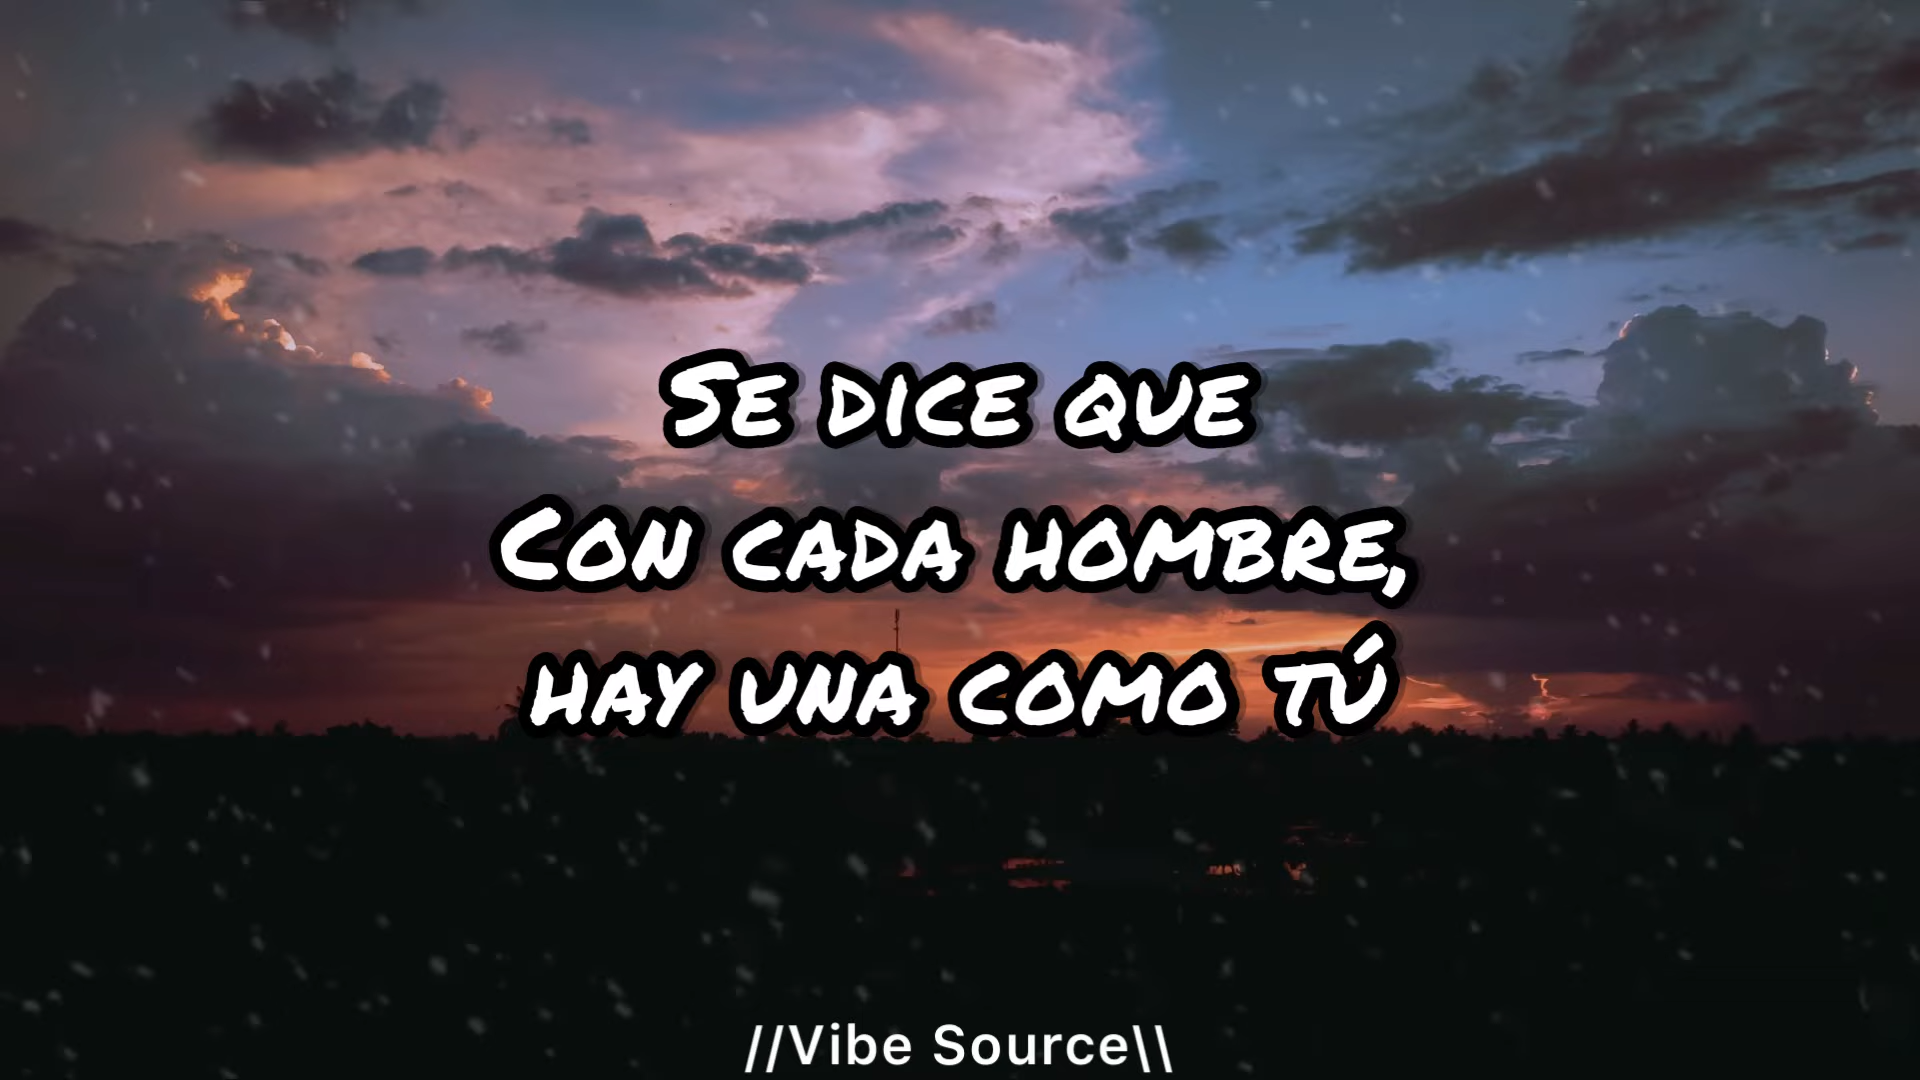 Se dice que
Con cada hombre,
hay una como tú
//Vibe Source\\